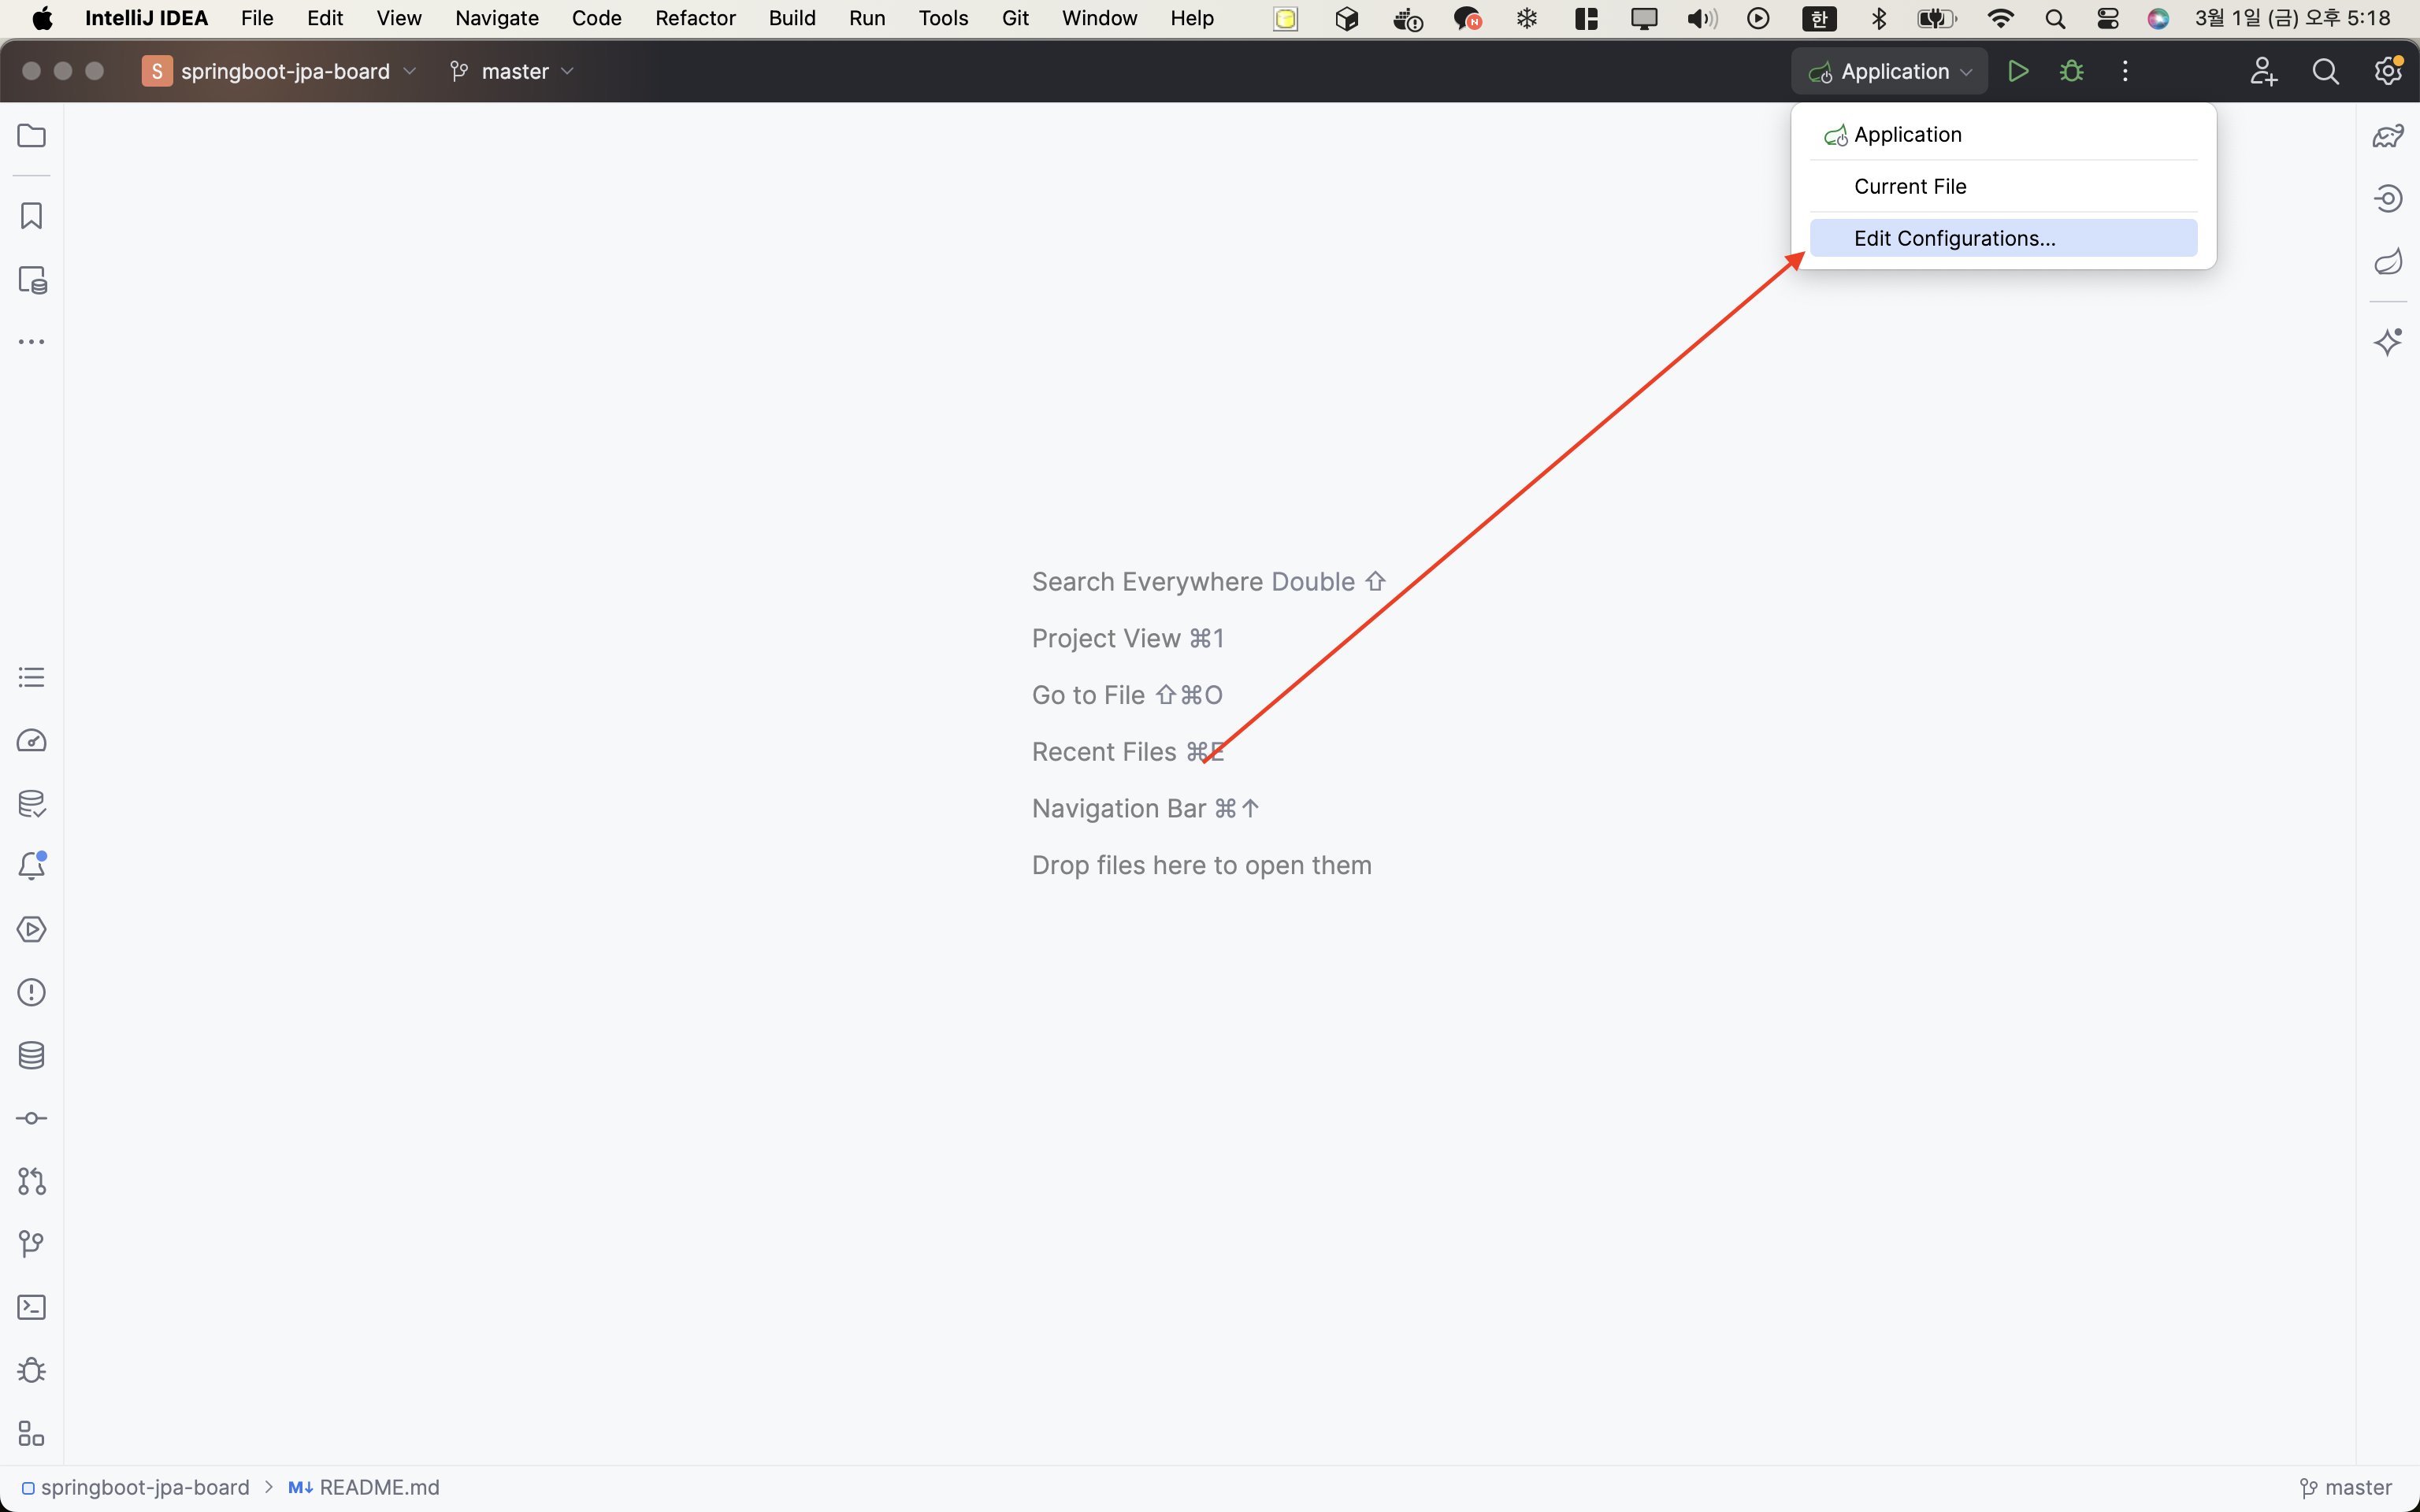 IntelliJ IDEA File Edit View Navigate Code Refactor Build Run Tools Git Window Help N 한 3월 1일 (금) 오후 5:18
S springboot-jpa-board master Application
Application
Current File
Edit Configurations...
Search Everywhere Double ⇧
Project View ⌘1
Go to File ⇧⌘O
Recent Files ⌘E
Navigation Bar ⌘↑
Drop files here to open them
springboot-jpa-board > M↓ README.md master